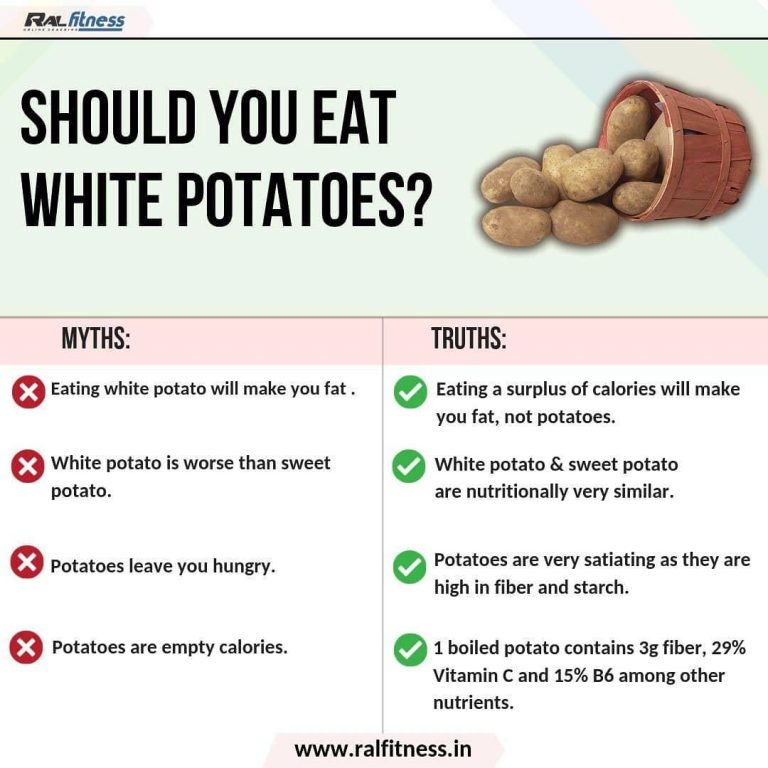 RALfitness
ONLINE COACHING
SHOULD YOU EAT
WHITE POTATOES?
MYTHS:
Eating white potato will make you fat .
White potato is worse than sweet
potato.
Potatoes leave you hungry.
Potatoes are empty calories.
TRUTHS:
Eating a surplus of calories will make
you fat, not potatoes.
White potato & sweet potato
are nutritionally very similar.
Potatoes are very satiating as they are
high in fiber and starch.
1 boiled potato contains 3g fiber, 29%
Vitamin C and 15% B6 among other
nutrients.
www.ralfitness.in